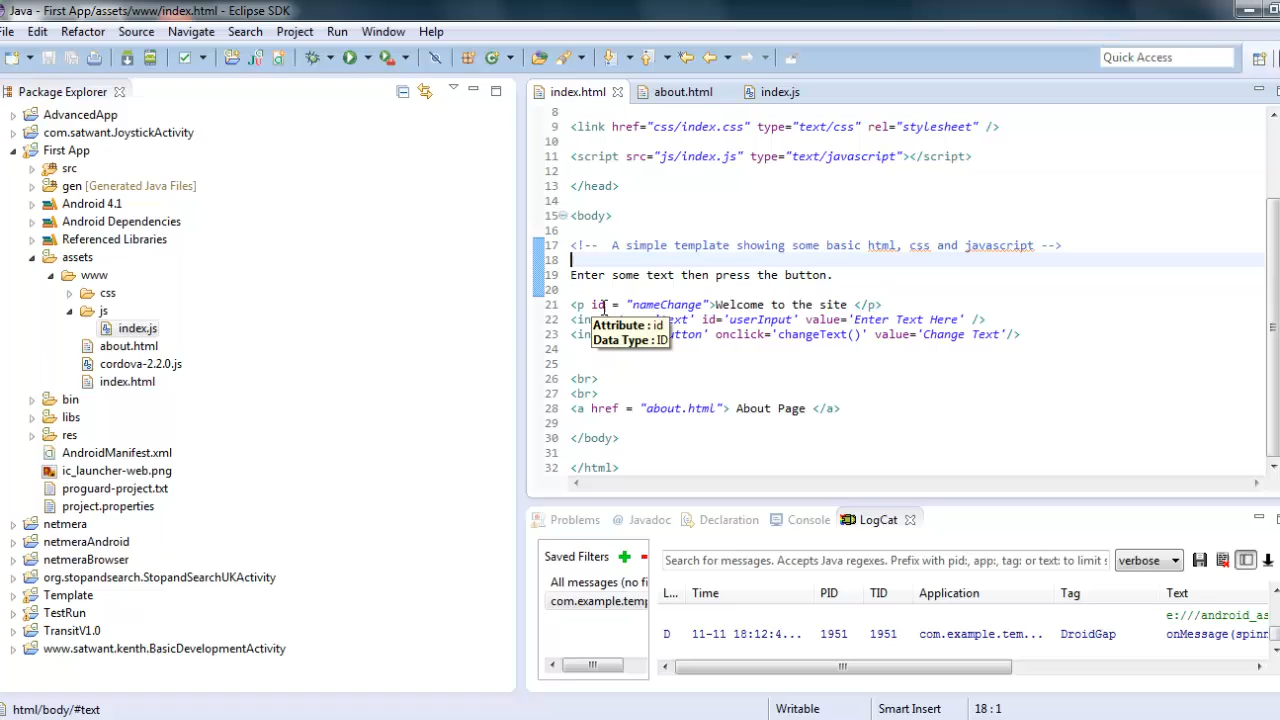 Java - First App/assets/www/index.html - Eclipse SDK
File Edit Refactor Source Navigate Search Project Run Window Help
Quick Access
Package Explorer
index.html about.html index.js
AdvancedApp
com.satwant.JoystickActivity
First App
src
gen [Generated Java Files]
Android 4.1
Android Dependencies
Referenced Libraries
assets
www
css
js
index.js
about.html
cordova-2.2.0.js
index.html
bin
libs
res
AndroidManifest.xml
ic_launcher-web.png
proguard-project.txt
project.properties
netmera
netmeraAndroid
netmeraBrowser
org.stopandsearch.StopandSearchUKActivity
Template
TestRun
TransitV1.0
www.satwant.kenth.BasicDevelopmentActivity
8
9 <link href="css/index.css" type="text/css" rel="stylesheet" />
10
11 <script src="js/index.js" type="text/javascript"></script>
12
13 </head>
14
15 <body>
16
17 <!--  A simple template showing some basic html, css and javascript -->
18
19 Enter some text then press the button.
20
21 <p id = "nameChange">Welcome to the site </p>
22 <in ext' id='userInput' value='Enter Text Here' />
23 <in utton' onclick='changeText()' value='Change Text'/>
24
25
26 <br>
27 <br>
28 <a href = "about.html"> About Page </a>
29
30 </body>
31
32 </html>
Attribute : id
Data Type : ID
Problems @ Javadoc Declaration Console LogCat
Saved Filters
All messages (no fi
com.example.temp
Search for messages. Accepts Java regexes. Prefix with pid:, app:, tag: or text: to limit s verbose
L... Time PID TID Application Tag Text
e:///android_as
D 11-11 18:12:4... 1951 1951 com.example.tem... DroidGap onMessage(spinn
html/body/#text Writable Smart Insert 18 : 1